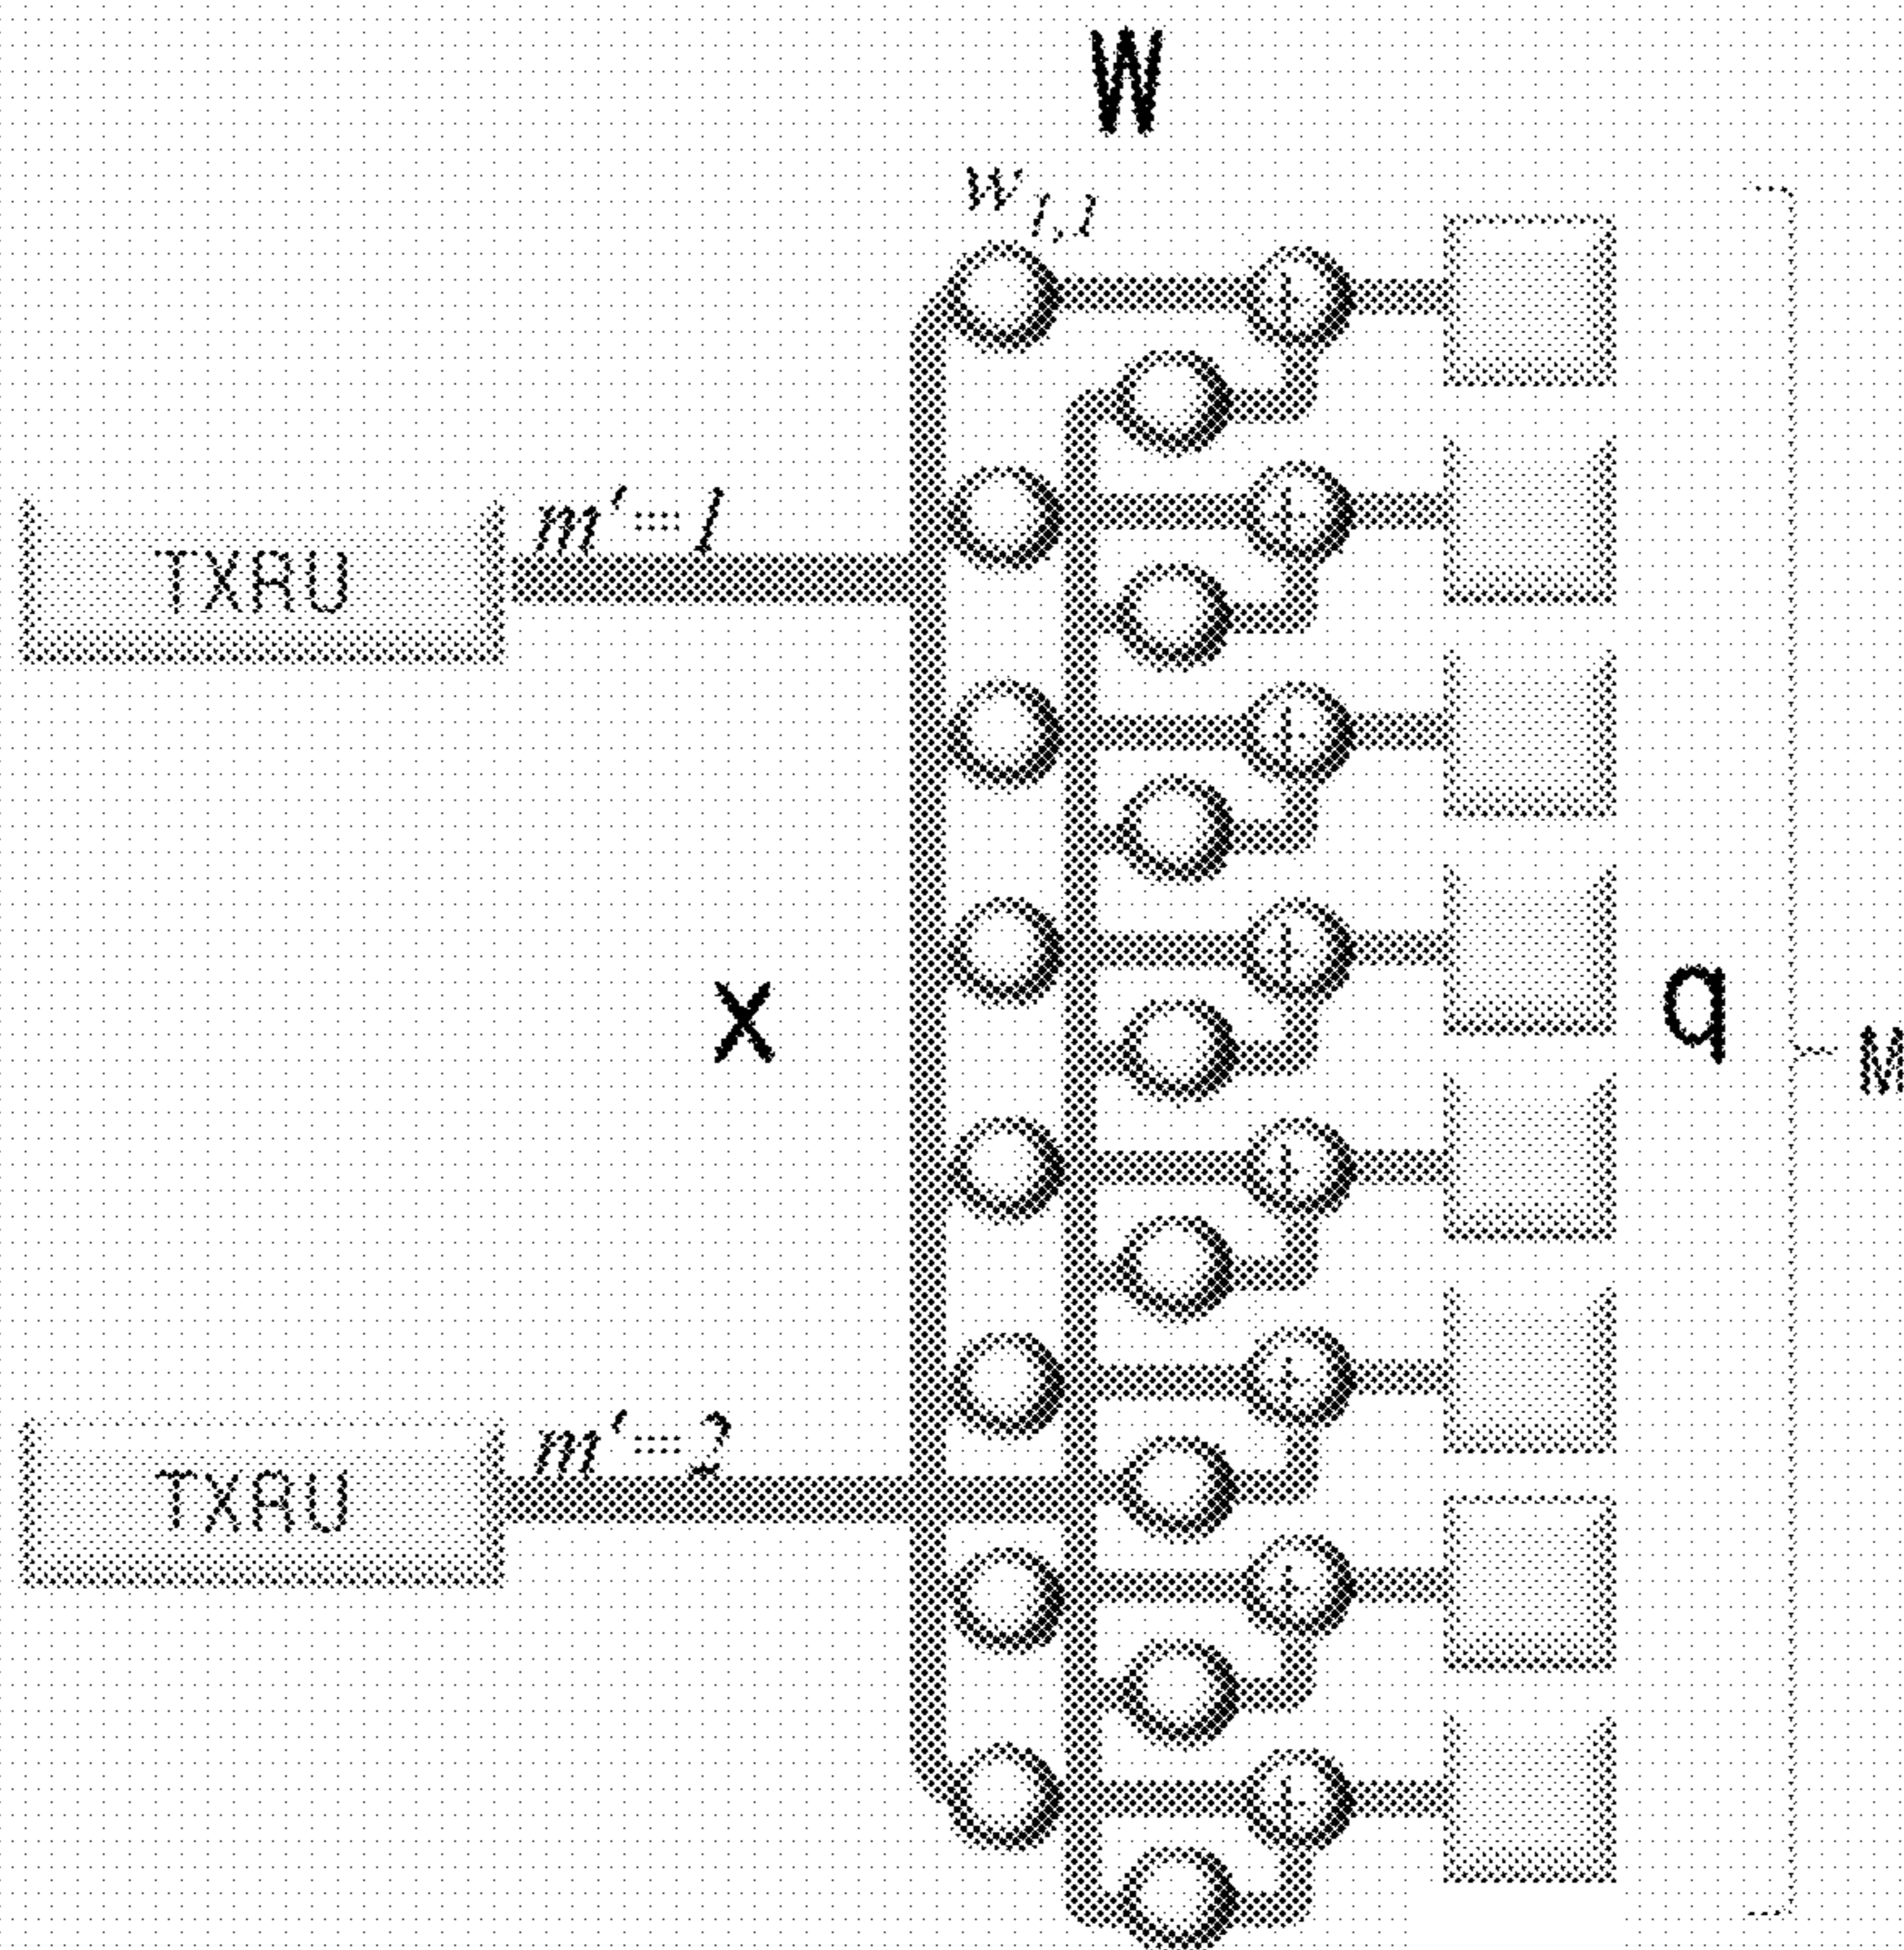 W
w1,1
+
+
m'=1
TXRU
+
+
x
q
M
+
+
m'=2
TXRU
+
+